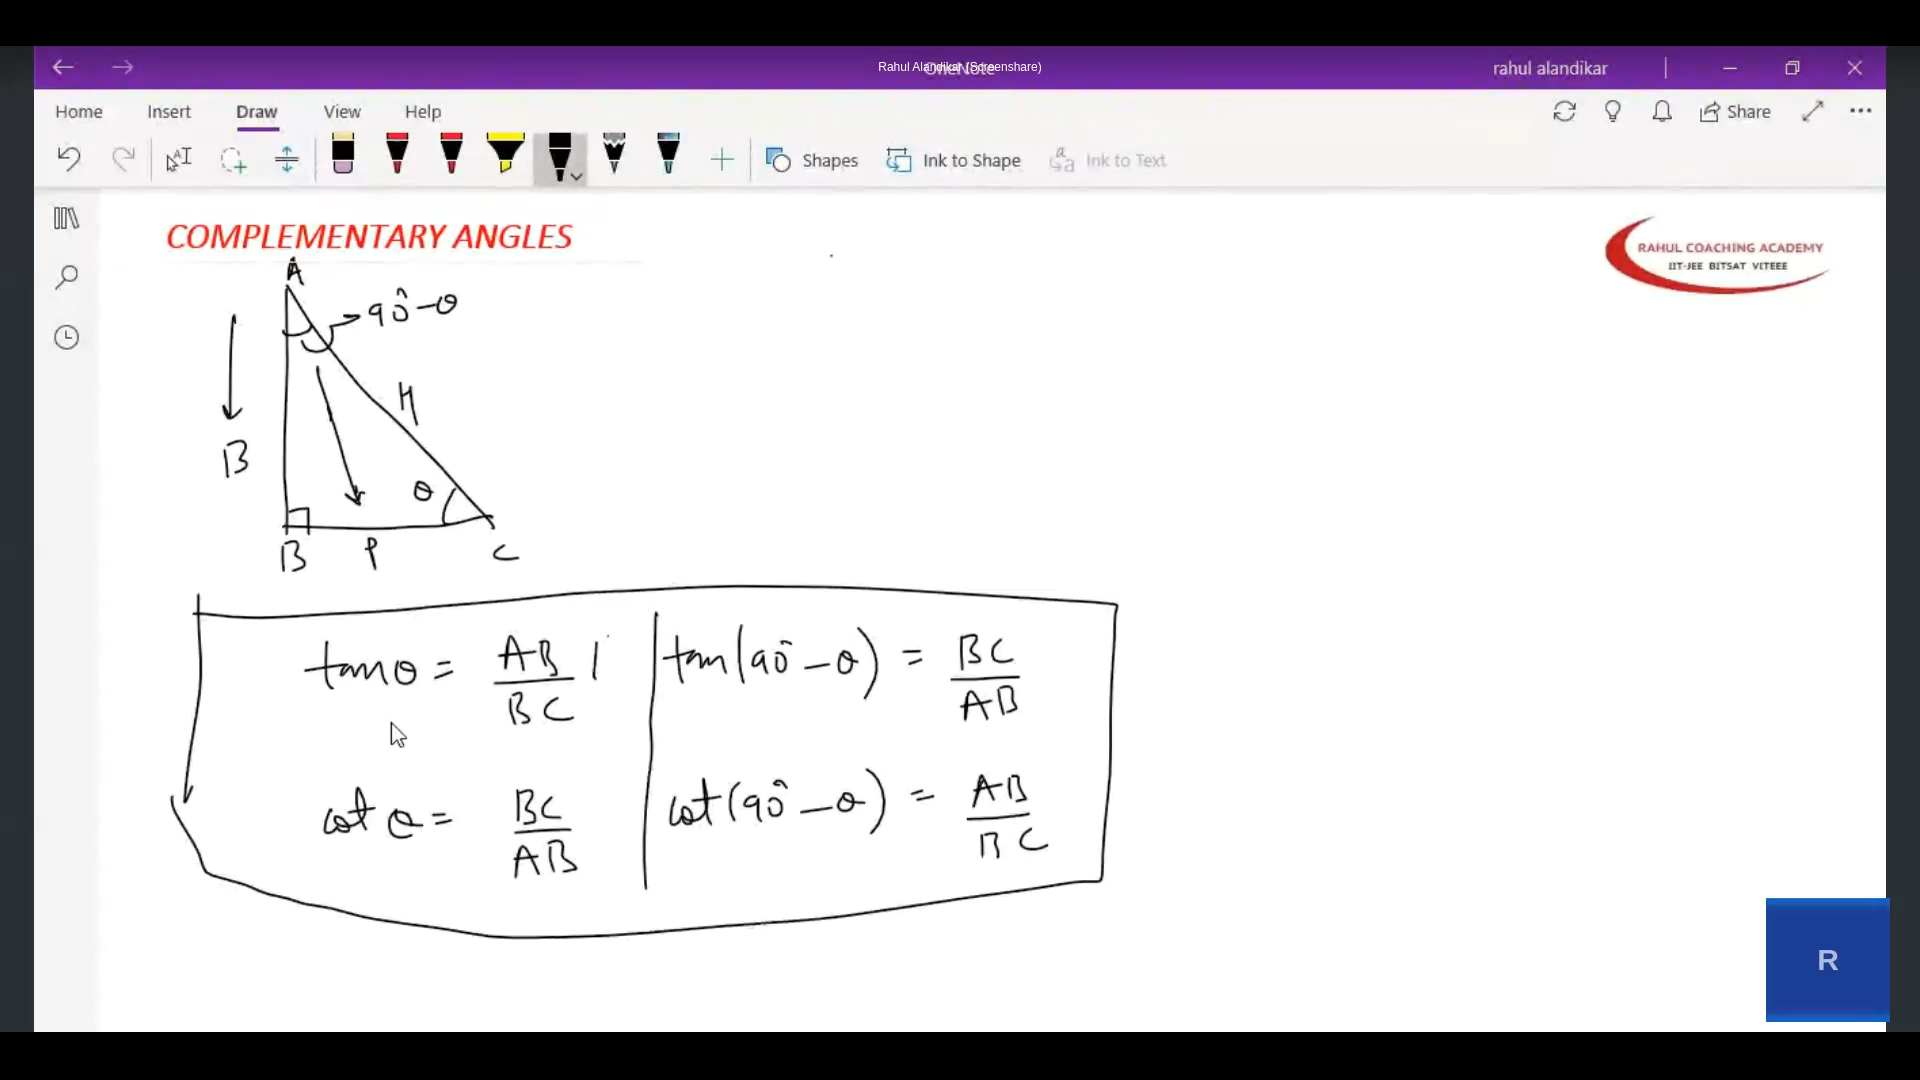 Rahul Alandikar (Screenshare)
OneNote
rahul alandikar
Home Insert Draw View Help
Share
Shapes Ink to Shape Ink to Text
COMPLEMENTARY ANGLES
RAHUL COACHING ACADEMY
IIT-JEE BITSAT VITEEE
A
90°-θ
H
B
θ
B P C
tanθ = AB/BC | tan(90°-θ) = BC/AB
cot θ = BC/AB cot(90°-θ) = AB/BC
R